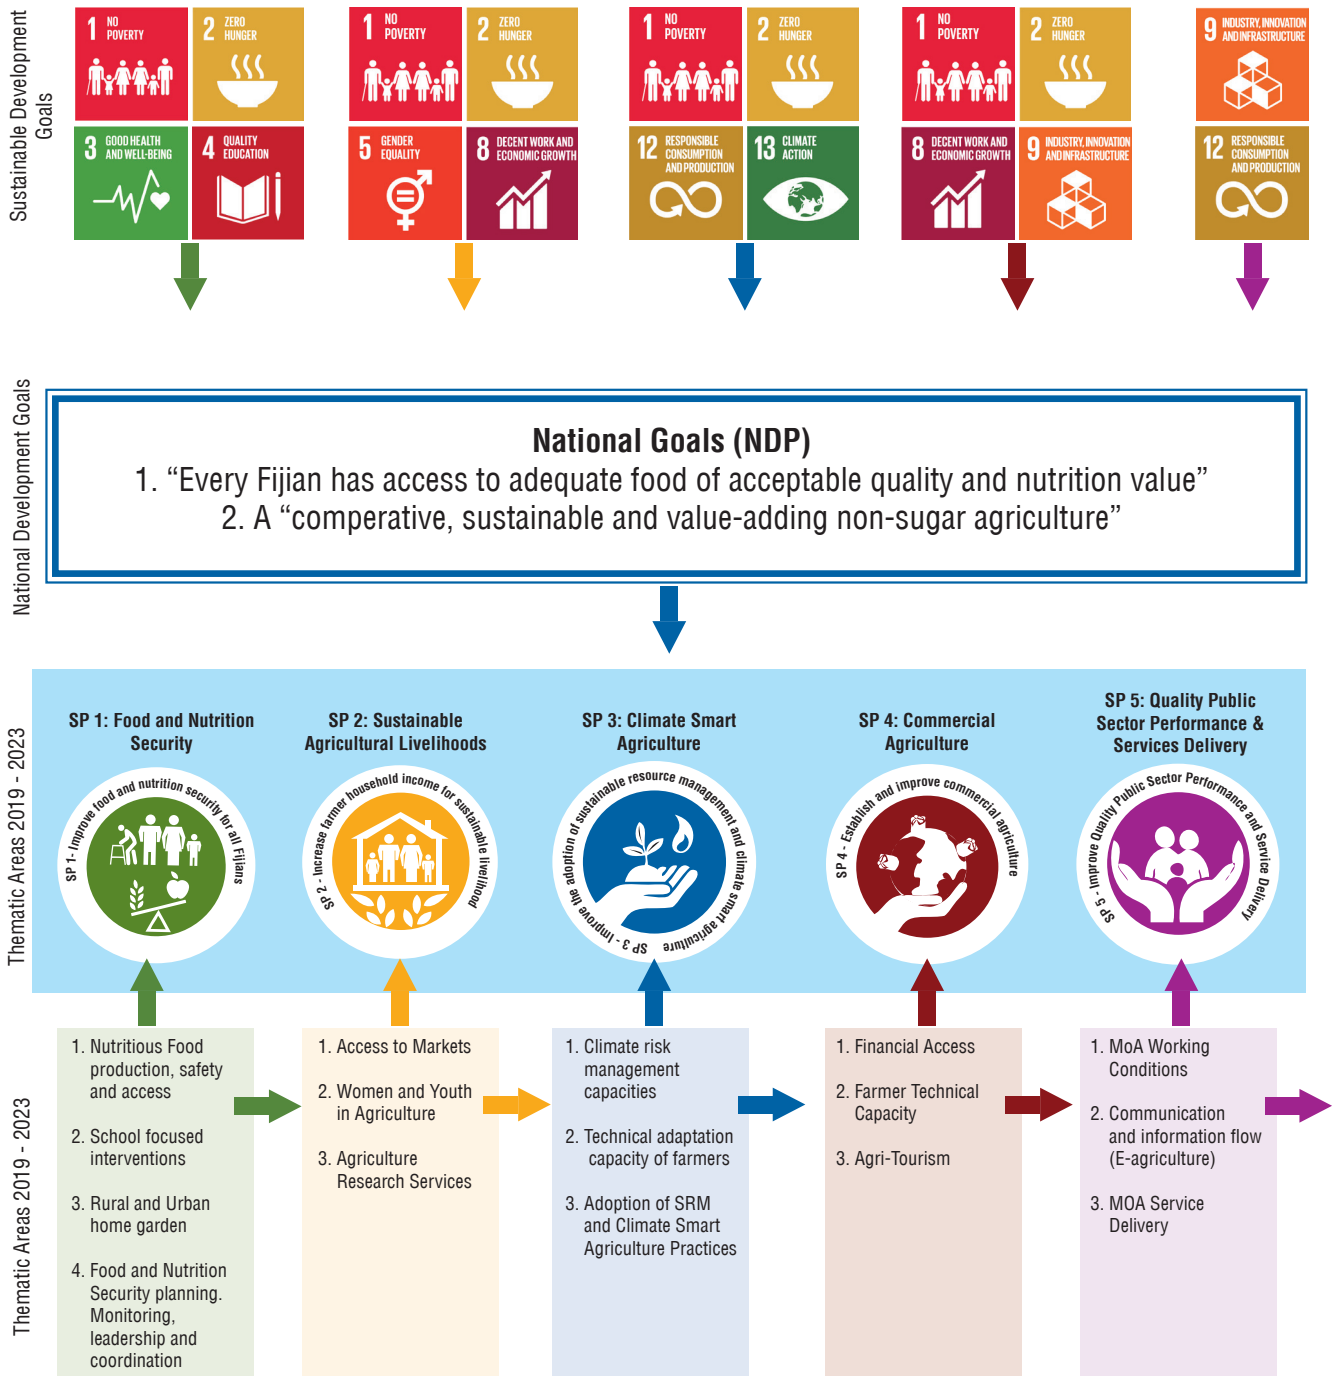 Sustainable Development
Goals
1 NO
POVERTY
2 ZERO
HUNGER
3 GOOD HEALTH
AND WELL-BEING
4 QUALITY
EDUCATION
1 NO
POVERTY
2 ZERO
HUNGER
5 GENDER
EQUALITY
8 DECENT WORK AND
ECONOMIC GROWTH
1 NO
POVERTY
2 ZERO
HUNGER
12 RESPONSIBLE
CONSUMPTION
AND PRODUCTION
13 CLIMATE
ACTION
1 NO
POVERTY
2 ZERO
HUNGER
8 DECENT WORK AND
ECONOMIC GROWTH
9 INDUSTRY, INNOVATION
AND INFRASTRUCTURE
9 INDUSTRY, INNOVATION
AND INFRASTRUCTURE
12 RESPONSIBLE
CONSUMPTION
AND PRODUCTION
National Development Goals
National Goals (NDP)
1. “Every Fijian has access to adequate food of acceptable quality and nutrition value”
2. A “comperative, sustainable and value-adding non-sugar agriculture”
Thematic Areas 2019 - 2023
SP 1: Food and Nutrition
Security
SP 1- Improve food and nutrition security for all Fijians
SP 2: Sustainable
Agricultural Livelihoods
SP 2 - Increase farmer household income for sustainable livelihood
SP 3: Climate Smart
Agriculture
SP 3 - Improve the adoption of sustainable resource management and climate smart agriculture
SP 4: Commercial
Agriculture
SP 4 - Establish and improve commercial agriculture
SP 5: Quality Public
Sector Performance &
Services Delivery
SP 5 - Improve Quality Public Sector Performance and Service Delivery
Thematic Areas 2019 - 2023
1. Nutritious Food
production, safety
and access
2. School focused
interventions
3. Rural and Urban
home garden
4. Food and Nutrition
Security planning.
Monitoring,
leadership and
coordination
1. Access to Markets
2. Women and Youth
in Agriculture
3. Agriculture
Research Services
1. Climate risk
management
capacities
2. Technical adaptation
capacity of farmers
3. Adoption of SRM
and Climate Smart
Agriculture Practices
1. Financial Access
2. Farmer Technical
Capacity
3. Agri-Tourism
1. MoA Working
Conditions
2. Communication
and information flow
(E-agriculture)
3. MOA Service
Delivery